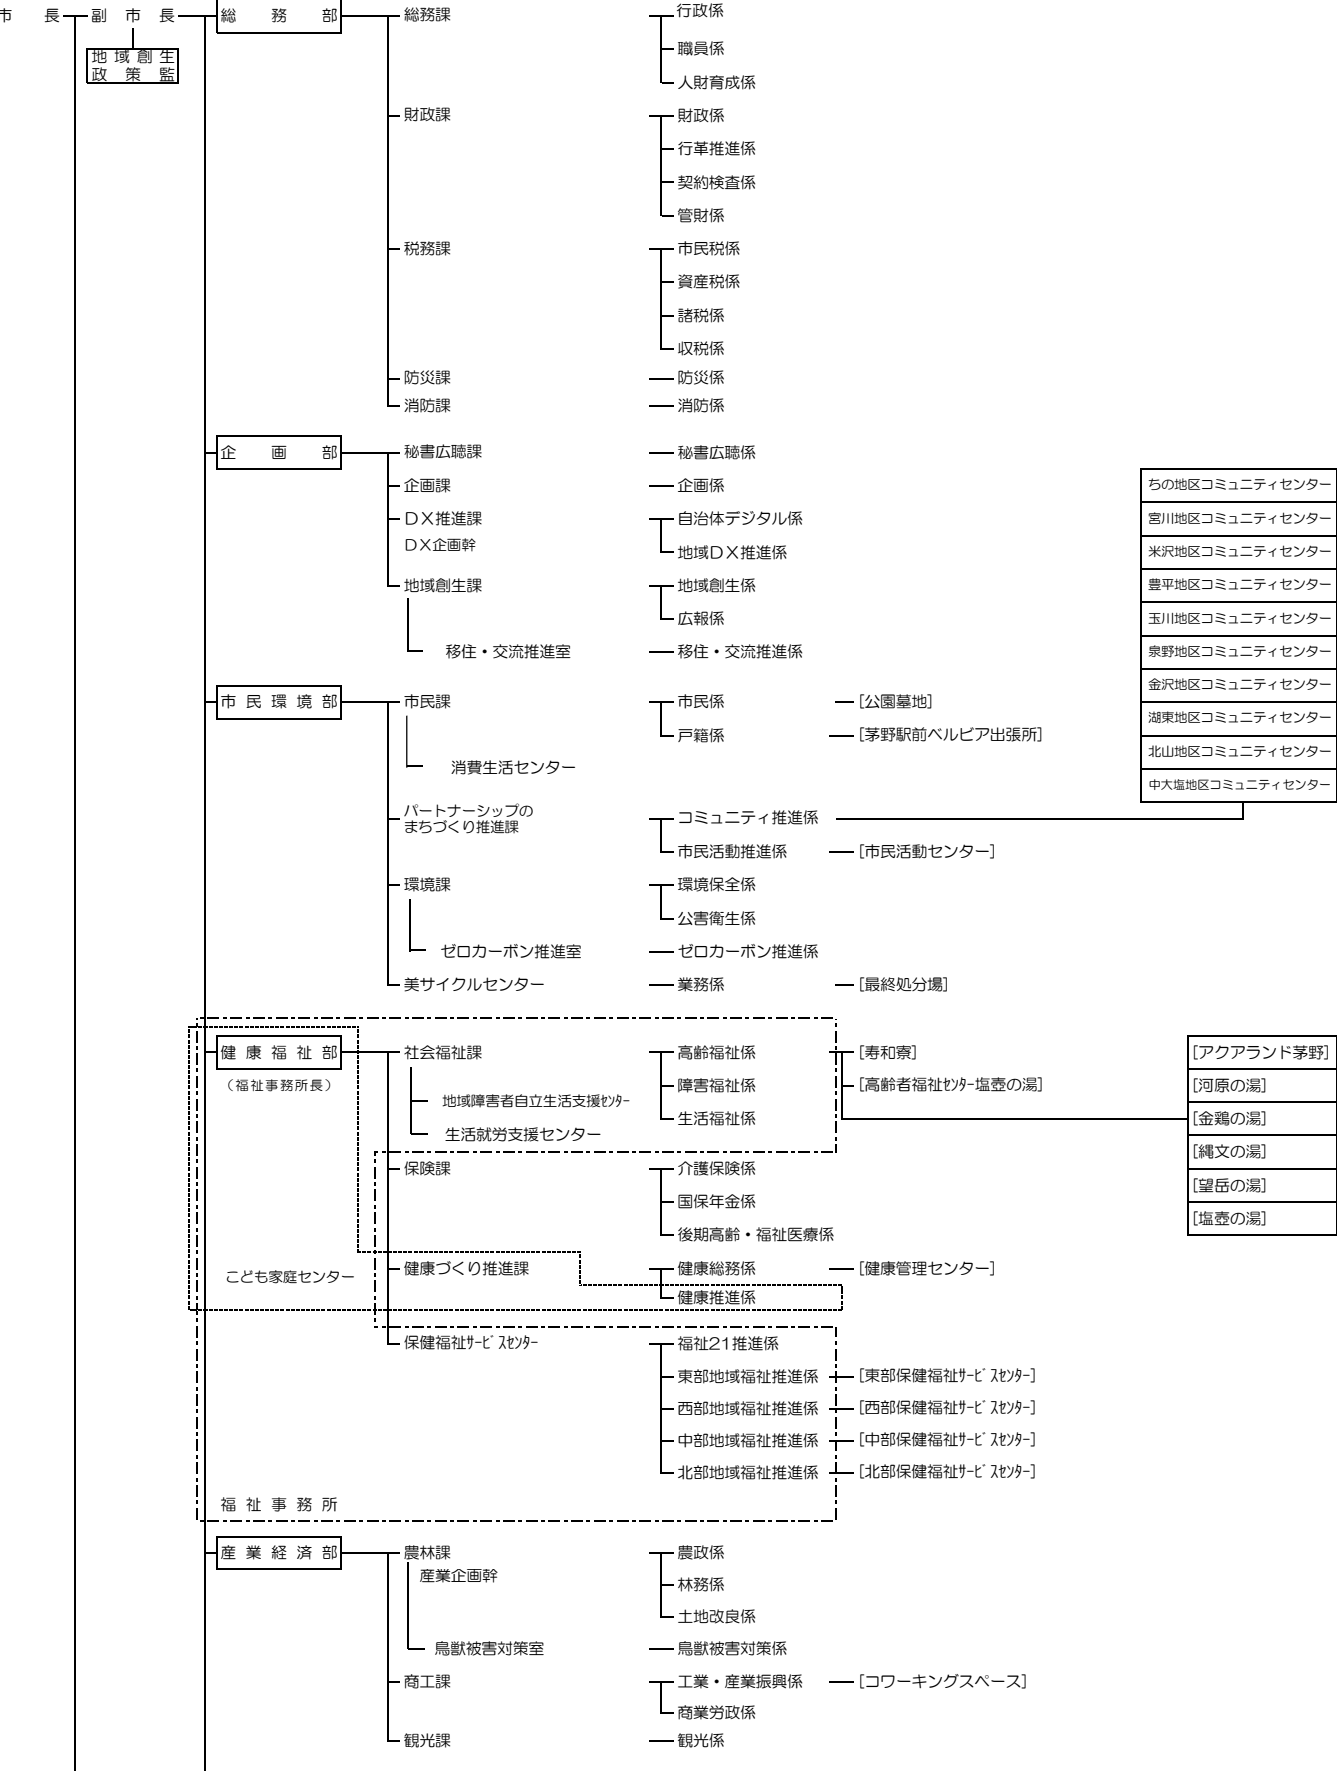 市 長 副 市 長 総 務 部 総務課 行政係
地 域 創 生
政 策 監
職員係
人財育成係
財政課 財政係
行革推進係
契約検査係
管財係
税務課 市民税係
資産税係
諸税係
収税係
防災課 防災係
消防課 消防係
企 画 部 秘書広聴課 秘書広聴係
企画課 企画係
DX推進課 自治体デジタル係
DX企画幹
地域DX推進係
地域創生課 地域創生係
広報係
移住・交流推進室 移住・交流推進係
ちの地区コミュニティセンター
宮川地区コミュニティセンター
米沢地区コミュニティセンター
豊平地区コミュニティセンター
玉川地区コミュニティセンター
泉野地区コミュニティセンター
金沢地区コミュニティセンター
湖東地区コミュニティセンター
北山地区コミュニティセンター
中大塩地区コミュニティセンター
市 民 環 境 部 市民課 市民係 [公園墓地]
戸籍係 [茅野駅前ベルビア出張所]
消費生活センター
パートナーシップの
まちづくり推進課
コミュニティ推進係
市民活動推進係 [市民活動センター]
環境課 環境保全係
公害衛生係
ゼロカーボン推進室 ゼロカーボン推進係
美サイクルセンター 業務係 [最終処分場]
健 康 福 祉 部 社会福祉課 高齢福祉係 [寿和寮]
(福祉事務所長)
障害福祉係 [高齢者福祉ｾﾝﾀｰ塩壺の湯]
地域障害者自立生活支援ｾﾝﾀｰ
生活福祉係
生活就労支援センター
[アクアランド茅野]
[河原の湯]
[金鶏の湯]
[縄文の湯]
[望岳の湯]
[塩壺の湯]
保険課 介護保険係
国保年金係
後期高齢・福祉医療係
こども家庭センター
健康づくり推進課 健康総務係 [健康管理センター]
健康推進係
保健福祉ｻｰﾋﾞｽｾﾝﾀｰ 福祉21推進係
東部地域福祉推進係 [東部保健福祉ｻｰﾋﾞｽｾﾝﾀｰ]
西部地域福祉推進係 [西部保健福祉ｻｰﾋﾞｽｾﾝﾀｰ]
中部地域福祉推進係 [中部保健福祉ｻｰﾋﾞｽｾﾝﾀｰ]
北部地域福祉推進係 [北部保健福祉ｻｰﾋﾞｽｾﾝﾀｰ]
福 祉 事 務 所
産 業 経 済 部 農林課 農政係
産業企画幹
林務係
土地改良係
鳥獣被害対策室 鳥獣被害対策係
商工課 工業・産業振興係 [コワーキングスペース]
商業労政係
観光課 観光係